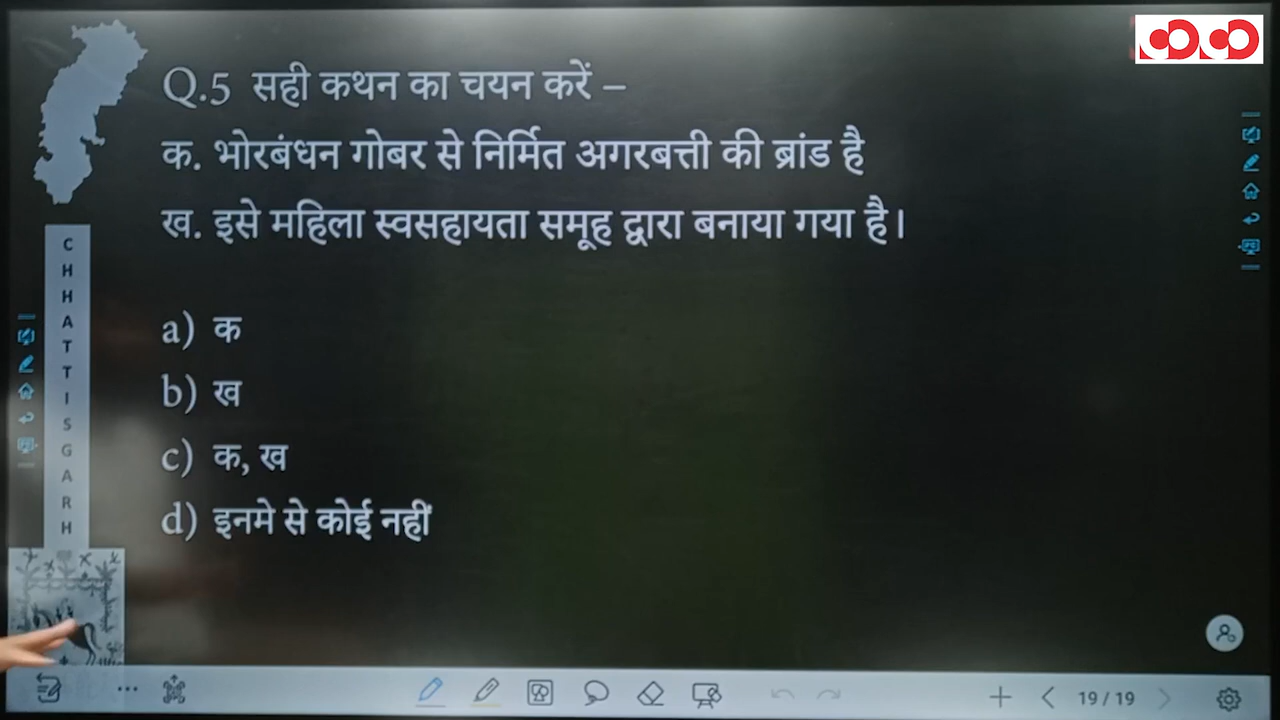 Q.5 सही कथन का चयन करें –
क. भोरबंधन गोबर से निर्मित अगरबत्ती की ब्रांड है
ख. इसे महिला स्वसहायता समूह द्वारा बनाया गया है।
a) क
b) ख
c) क, ख
d) इनमे से कोई नहीं
CHHATTISGARH
19 / 19